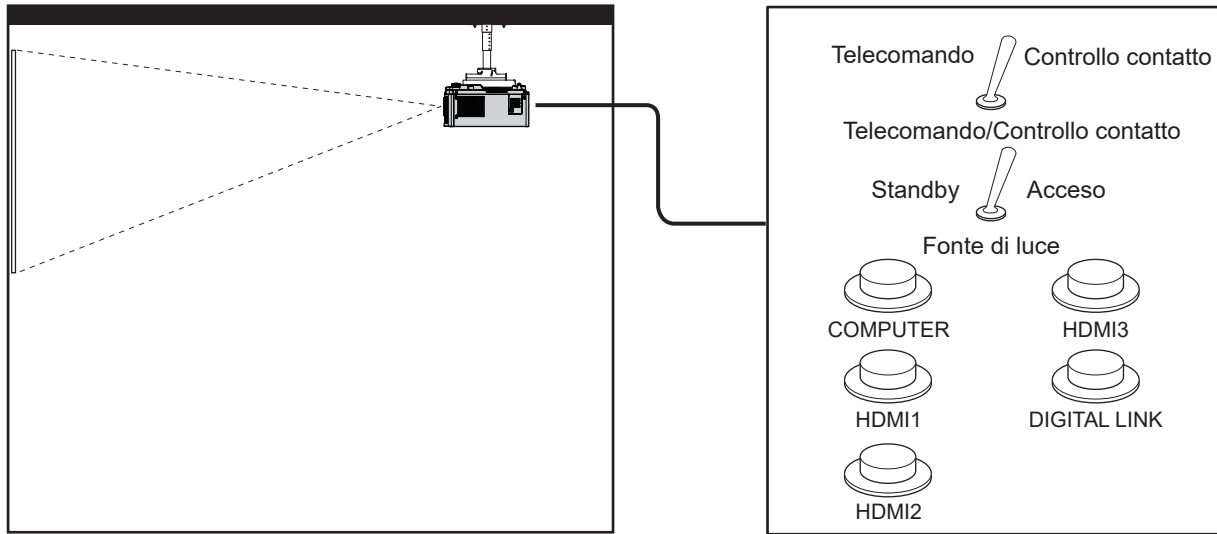 Telecomando Controllo contatto
Telecomando/Controllo contatto
Standby Acceso
Fonte di luce
COMPUTER HDMI3
HDMI1 DIGITAL LINK
HDMI2